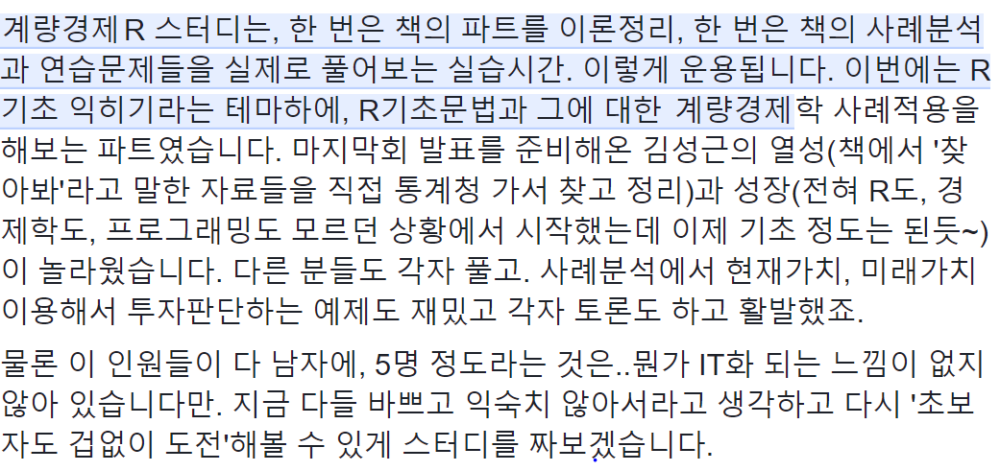 계량경제R 스터디는, 한 번은 책의 파트를 이론정리, 한 번은 책의 사례분석
과 연습문제들을 실제로 풀어보는 실습시간. 이렇게 운용됩니다. 이번에는 R
기초 익히기라는 테마하에, R기초문법과 그에 대한 계량경제학 사례적용을
해보는 파트였습니다. 마지막회 발표를 준비해온 김성근의 열성(책에서 '찾
아봐'라고 말한 자료들을 직접 통계청 가서 찾고 정리)과 성장(전혀 R도, 경
제학도, 프로그래밍도 모르던 상황에서 시작했는데 이제 기초 정도는 된듯~)
이 놀라웠습니다. 다른 분들도 각자 풀고. 사례분석에서 현재가치, 미래가치
이용해서 투자판단하는 예제도 재밌고 각자 토론도 하고 활발했죠.
물론 이 인원들이 다 남자에, 5명 정도라는 것은..뭔가 IT화 되는 느낌이 없지
않아 있습니다만. 지금 다들 바쁘고 익숙치 않아서라고 생각하고 다시 '초보
자도 겁없이 도전'해볼 수 있게 스터디를 짜보겠습니다.